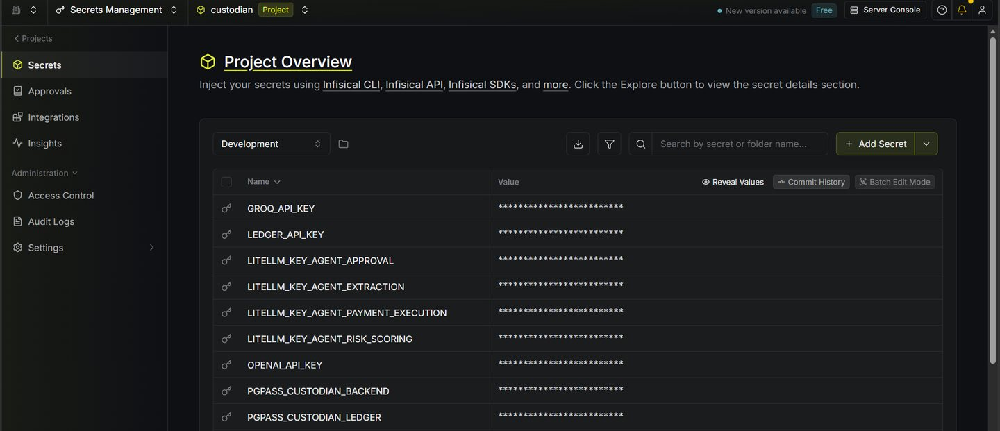 Secrets Management custodian Project New version available Free Server Console
Projects
Secrets
Approvals
Integrations
Insights
Administration
Access Control
Audit Logs
Settings
Project Overview
Inject your secrets using Infisical CLI, Infisical API, Infisical SDKs, and more. Click the Explore button to view the secret details section.
Development Search by secret or folder name... + Add Secret
Name Value Reveal Values Commit History Batch Edit Mode
GROQ_API_KEY *************************
LEDGER_API_KEY *************************
LITELLM_KEY_AGENT_APPROVAL *************************
LITELLM_KEY_AGENT_EXTRACTION *************************
LITELLM_KEY_AGENT_PAYMENT_EXECUTION *************************
LITELLM_KEY_AGENT_RISK_SCORING *************************
OPENAI_API_KEY *************************
PGPASS_CUSTODIAN_BACKEND *************************
PGPASS_CUSTODIAN_LEDGER *************************